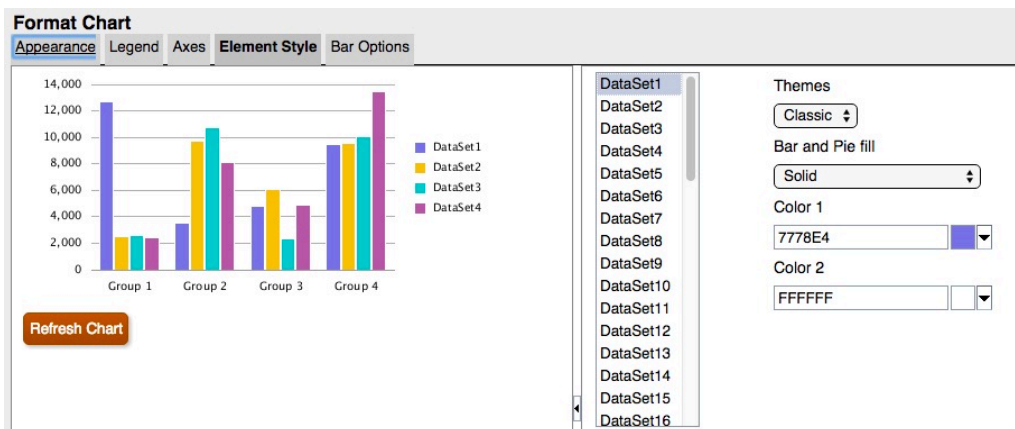 Format Chart
Appearance Legend Axes Element Style Bar Options
14,000
12,000
10,000
8,000
6,000
4,000
2,000
0
Group 1 Group 2 Group 3 Group 4
DataSet1
DataSet2
DataSet3
DataSet4
Refresh Chart
DataSet1
DataSet2
DataSet3
DataSet4
DataSet5
DataSet6
DataSet7
DataSet8
DataSet9
DataSet10
DataSet11
DataSet12
DataSet13
DataSet14
DataSet15
DataSet16
Themes
Classic
Bar and Pie fill
Solid
Color 1
7778E4
Color 2
FFFFFF